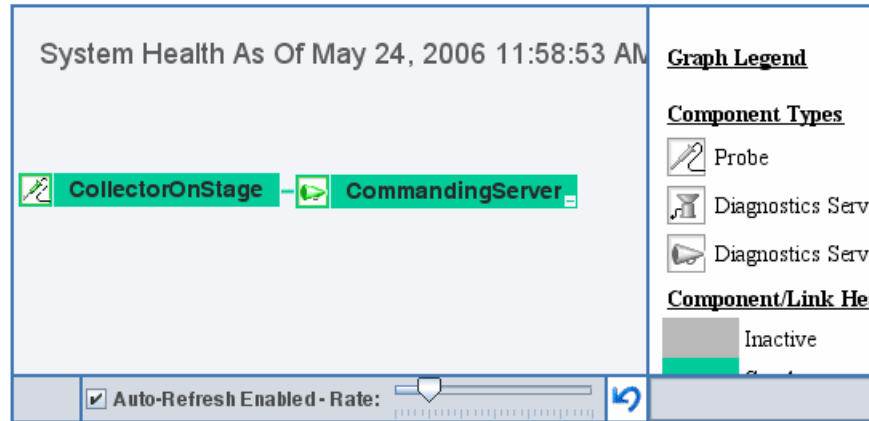 System Health As Of May 24, 2006 11:58:53 AM
CollectorOnStage
CommandingServer
Auto-Refresh Enabled - Rate:
Graph Legend
Component Types
Probe
Diagnostics Serv
Diagnostics Serv
Component/Link He
Inactive